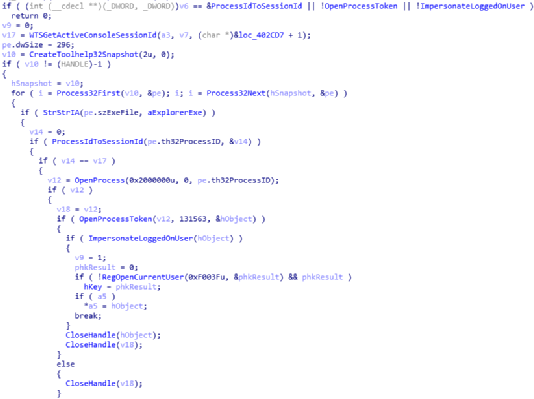 if ( (int (__cdecl **)(_DWORD, _DWORD))v6 == &ProcessIdToSessionId || !OpenProcessToken || !ImpersonateLoggedOnUser )
return 0;
v9 = 0;
v17 = WTSGetActiveConsoleSessionId(a3, v7, (char *)&loc_402CD7 + 1);
pe.dwSize = 296;
v10 = CreateToolhelp32Snapshot(2u, 0);
if ( v10 != (HANDLE)-1 )
{
hSnapshot = v10;
for ( i = Process32First(v10, &pe); i; i = Process32Next(hSnapshot, &pe) )
{
if ( StrStrIA(pe.szExeFile, aExplorerExe) )
{
v14 = 0;
if ( ProcessIdToSessionId(pe.th32ProcessID, &v14) )
{
if ( v14 == v17 )
{
v12 = OpenProcess(0x2000000u, 0, pe.th32ProcessID);
if ( v12 )
{
v18 = v12;
if ( OpenProcessToken(v12, 131563, &hObject) )
{
if ( ImpersonateLoggedOnUser(hObject) )
{
v9 = 1;
phkResult = 0;
if ( !RegOpenCurrentUser(0xF003Fu, &phkResult) && phkResult )
hKey = phkResult;
if ( a5 )
*a5 = hObject;
break;
}
CloseHandle(hObject);
CloseHandle(v18);
}
else
{
CloseHandle(v18);
}